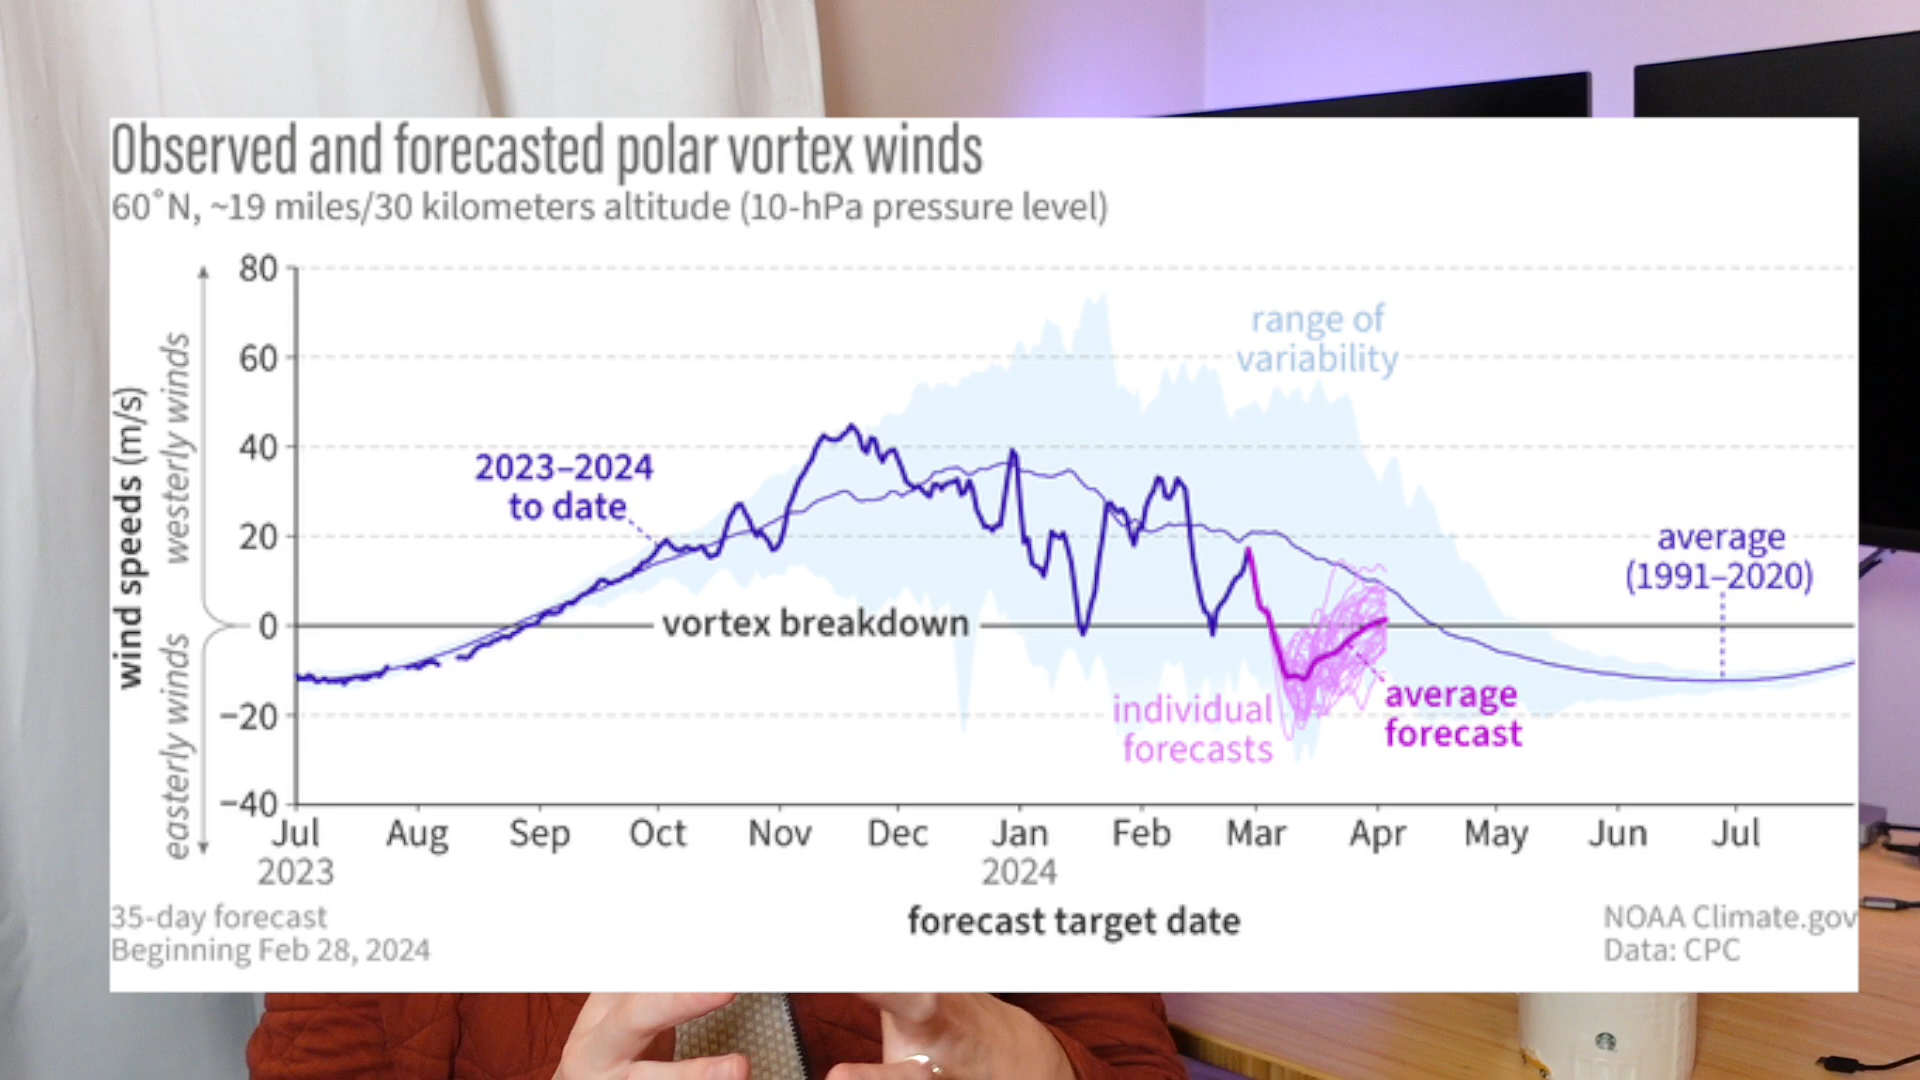 Observed and forecasted polar vortex winds
60°N, ~19 miles/30 kilometers altitude (10-hPa pressure level)
wind speeds (m/s)
westerly winds
easterly winds
80
60
40
20
0
−20
−40
range of
variability
2023–2024
to date
vortex breakdown
average
(1991–2020)
individual
forecasts
average
forecast
Jul Aug Sep Oct Nov Dec Jan Feb Mar Apr May Jun Jul
2023 2024
forecast target date
35-day forecast
Beginning Feb 28, 2024
NOAA Climate.gov
Data: CPC